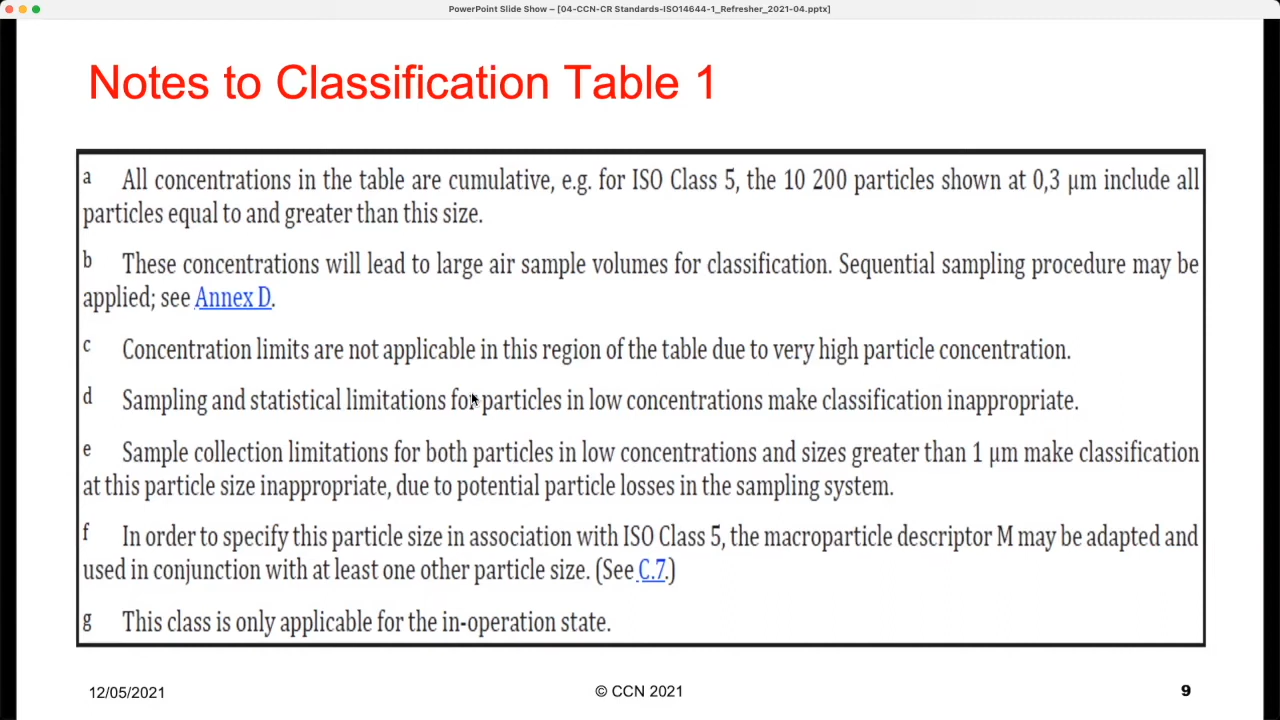 PowerPoint Slide Show – [04-CCN-CR Standards-ISO14644-1_Refresher_2021-04.pptx]
Notes to Classification Table 1
a All concentrations in the table are cumulative, e.g. for ISO Class 5, the 10 200 particles shown at 0,3 µm include all
particles equal to and greater than this size.
b These concentrations will lead to large air sample volumes for classification. Sequential sampling procedure may be
applied; see Annex D.
c Concentration limits are not applicable in this region of the table due to very high particle concentration.
d Sampling and statistical limitations for particles in low concentrations make classification inappropriate.
e Sample collection limitations for both particles in low concentrations and sizes greater than 1 µm make classification
at this particle size inappropriate, due to potential particle losses in the sampling system.
f In order to specify this particle size in association with ISO Class 5, the macroparticle descriptor M may be adapted and
used in conjunction with at least one other particle size. (See C.7.)
g This class is only applicable for the in-operation state.
12/05/2021
© CCN 2021
9